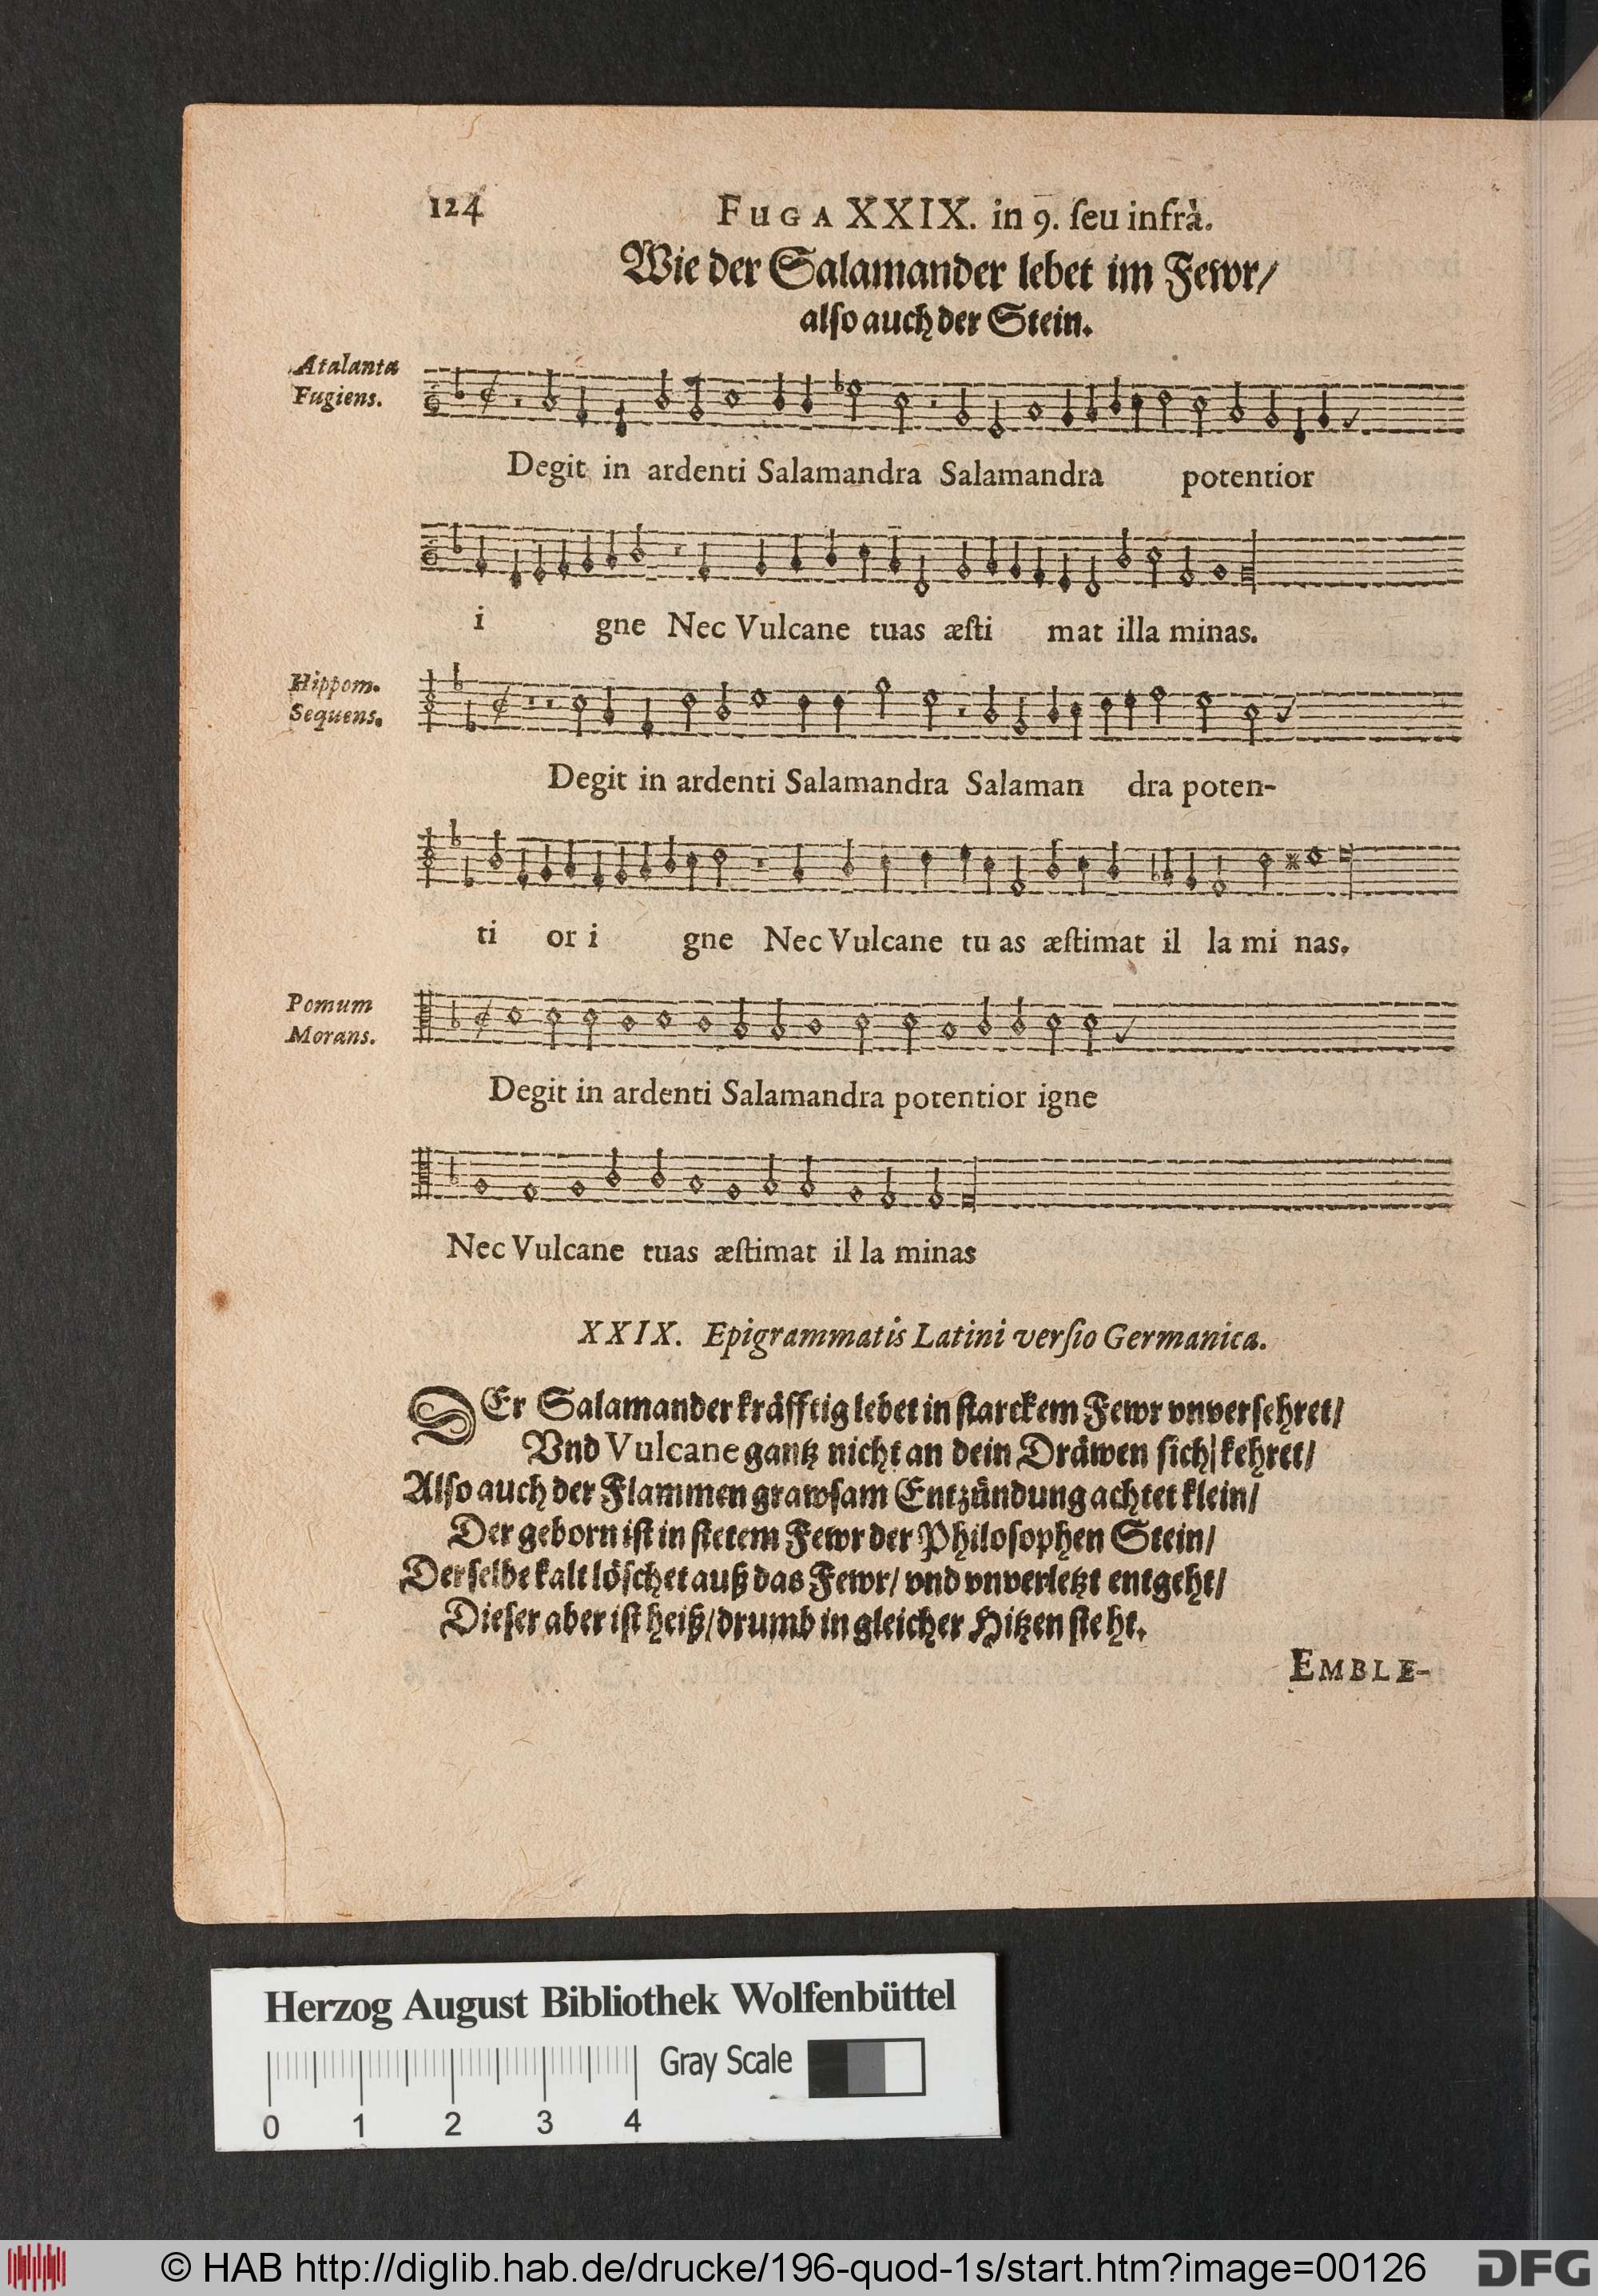 124
FUGA XXIX. in 9. ſeu infrà.
Wie der Salamander lebet im Fewr/
alſo auch der Stein.
Atalanta
Fugiens.
Degit in ardenti Salamandra Salamandra potentior
i gne Nec Vulcane tuas æſti mat illa minas.
Hippom.
Sequens.
Degit in ardenti Salamandra Salaman dra poten-
ti or i gne Nec Vulcane tu as æſtimat il la mi nas.
Pomum
Morans.
Degit in ardenti Salamandra potentior igne
Nec Vulcane tuas æſtimat il la minas
XXIX. Epigrammatis Latini verſio Germanica.
DEr Salamander kräfftig lebet in ſtarckem Fewr vnverſehret/
Vnd Vulcane gantz nicht an dein Dräwen ſich kehret/
Alſo auch der Flammen grawſam Entzündung achtet klein/
Der geborn iſt in ſtetem Fewr der Philoſophen Stein/
Derſelbe kalt löſchet auß das Fewr/ vnd vnverletzt entgeht/
Dieſer aber iſt heiß/ drumb in gleicher Hitzen ſteht.
EMBLE-
Herzog August Bibliothek Wolfenbüttel
Gray Scale
0 1 2 3 4
© HAB http://diglib.hab.de/drucke/196-quod-1s/start.htm?image=00126
DFG